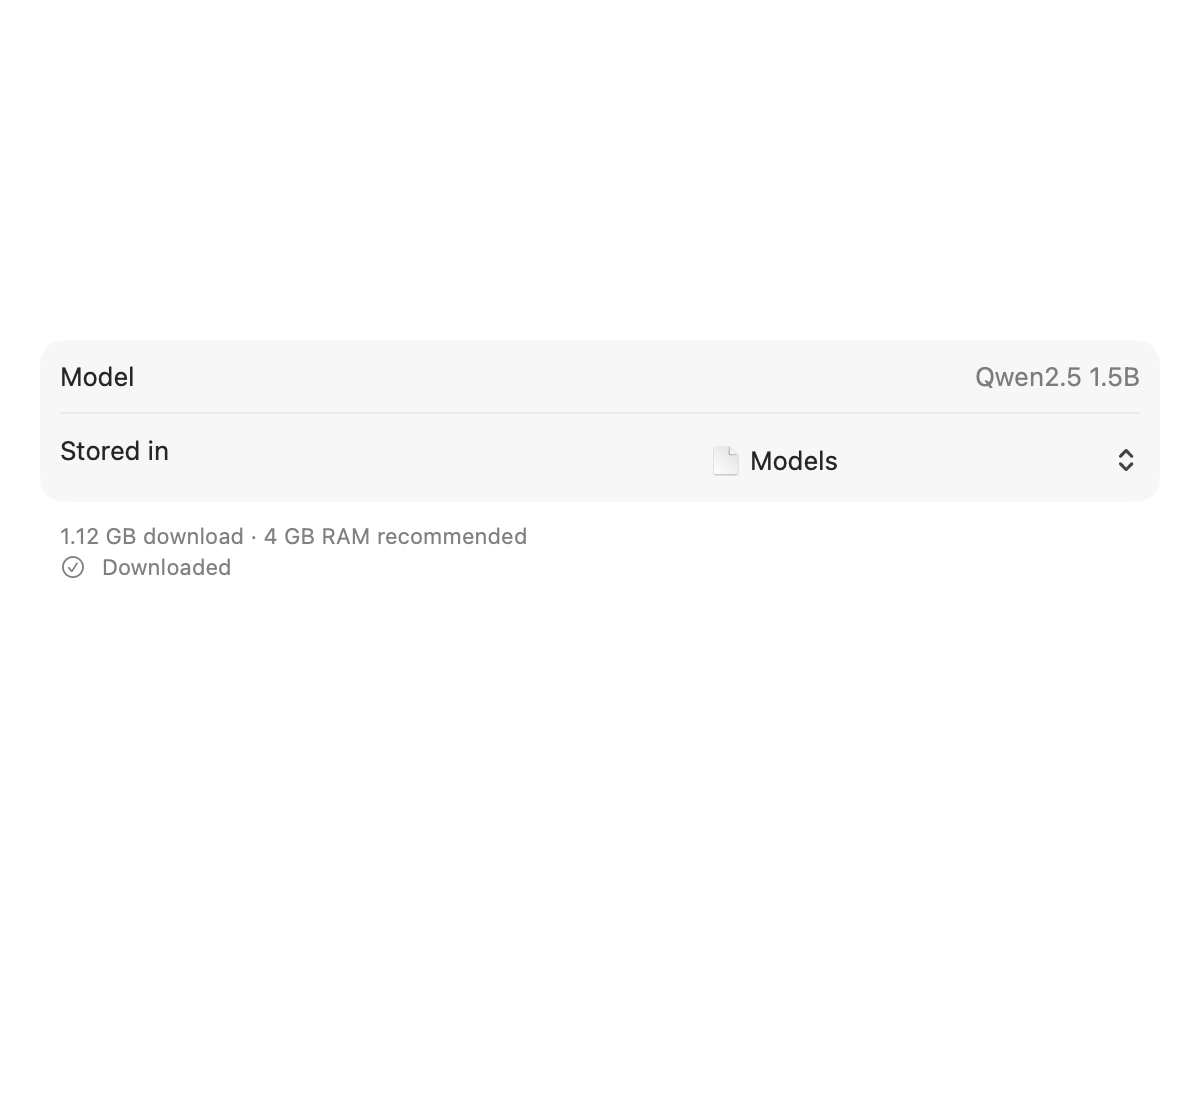 Model
Qwen2.5 1.5B
Stored in
Models
1.12 GB download · 4 GB RAM recommended
Downloaded